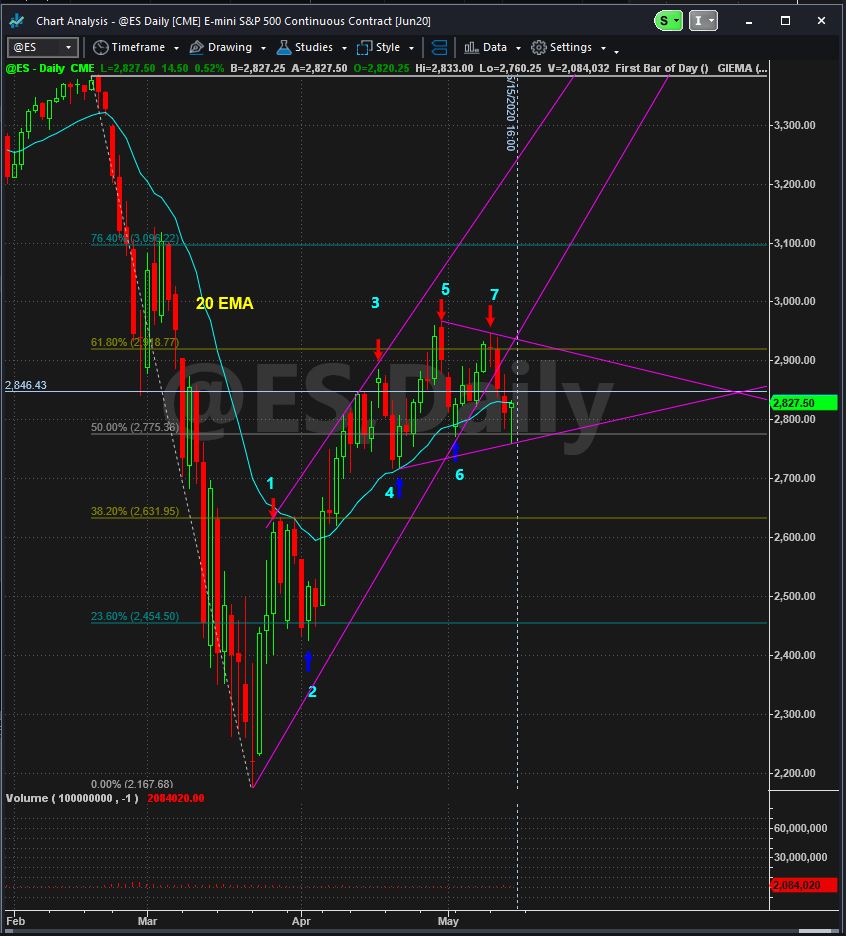 Chart Analysis - @ES Daily [CME] E-mini S&P 500 Continuous Contract [Jun20]
S
I
@ES
Timeframe
Drawing
Studies
Style
Data
Settings
@ES - Daily CME L=2,827.50 14.50 0.52% B=2,827.25 A=2,827.50 O=2,820.25 Hi=2,833.00 Lo=2,760.25 V=2,084,032 First Bar of Day () GIEMA (...
5/15/2020 16:00
3,300.00
3,200.00
76.40% (3,096.22)
3,100.00
20 EMA
3
5
7
3,000.00
61.80% (2,918.77)
2,900.00
2,846.43
@ES Daily
2,827.50
2,800.00
50.00% (2,775.36)
1
4
6
2,700.00
38.20% (2,631.95)
2,600.00
23.60% (2,454.50)
2,500.00
2,400.00
2
2,300.00
2,200.00
0.00% (2,167.68)
Volume ( 100000000 , -1 ) 2084020.00
60,000,000
30,000,000
2,084,020
Feb
Mar
Apr
May